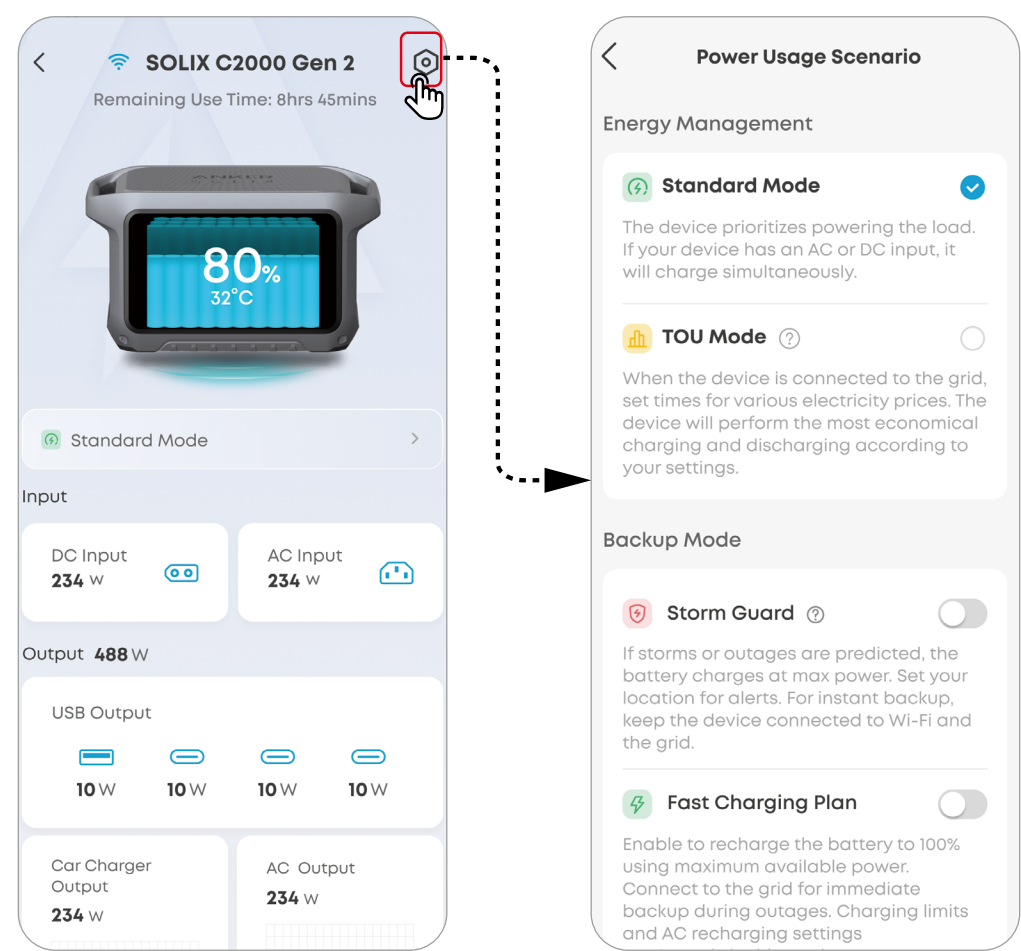 SOLIX C2000 Gen 2
Remaining Use Time: 8hrs 45mins
ANKER
80%
32°C
Standard Mode
Input
DC Input
234 W
AC Input
234 W
Output 488 W
USB Output
10 W
10 W
10 W
10 W
Car Charger
Output
234 W
AC Output
234 W
Power Usage Scenario
Energy Management
Standard Mode
The device prioritizes powering the load.
If your device has an AC or DC input, it
will charge simultaneously.
TOU Mode ?
When the device is connected to the grid,
set times for various electricity prices. The
device will perform the most economical
charging and discharging according to
your settings.
Backup Mode
Storm Guard ?
If storms or outages are predicted, the
battery charges at max power. Set your
location for alerts. For instant backup,
keep the device connected to Wi-Fi and
the grid.
Fast Charging Plan
Enable to recharge the battery to 100%
using maximum available power.
Connect to the grid for immediate
backup during outages. Charging limits
and AC recharging settings